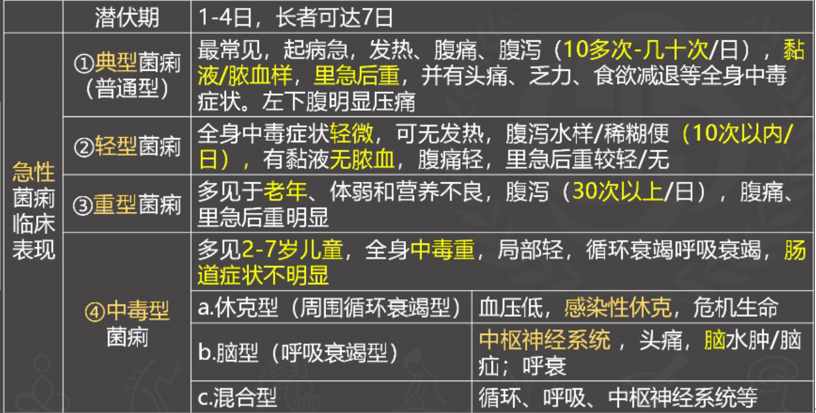 潜伏期
1-4日，长者可达7日
急性
菌痢
临床
表现
①典型菌痢
（普通型）
最常见，起病急，发热、腹痛、腹泻（10多次-几十次/日），黏
液/脓血样，里急后重，并有头痛、乏力、食欲减退等全身中毒
症状。左下腹明显压痛
②轻型菌痢
全身中毒症状轻微，可无发热，腹泻水样/稀糊便（10次以内/
日），有黏液无脓血，腹痛轻，里急后重较轻/无
③重型菌痢
多见于老年、体弱和营养不良，腹泻（30次以上/日），腹痛、
里急后重明显
④中毒型
菌痢
多见2-7岁儿童，全身中毒重，局部轻，循环衰竭呼吸衰竭，肠
道症状不明显
a.休克型（周围循环衰竭型）
血压低，感染性休克，危机生命
b.脑型（呼吸衰竭型）
中枢神经系统 ，头痛，脑水肿/脑
疝；呼衰
c.混合型
循环、呼吸、中枢神经系统等